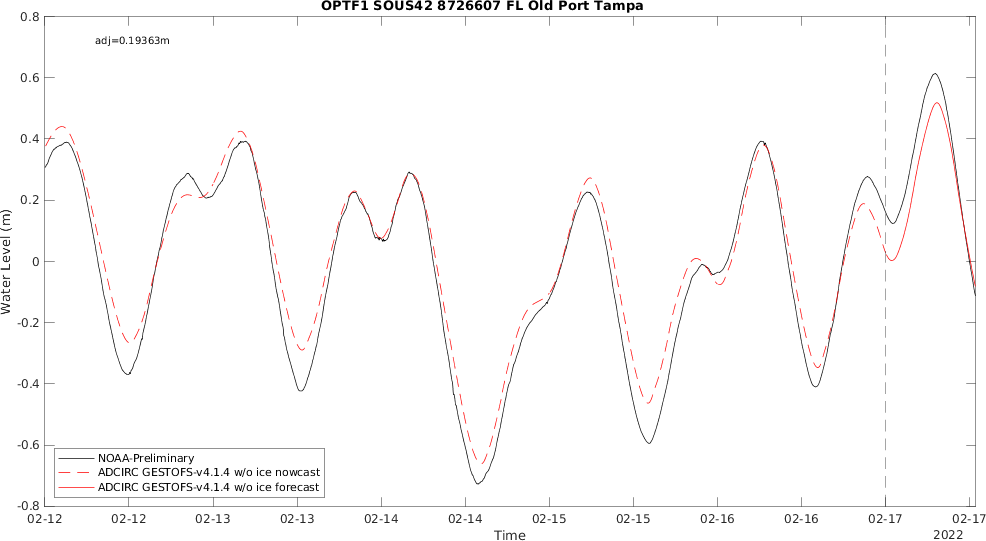 OPTF1 SOUS42 8726607 FL Old Port Tampa
adj=0.19363m
0.8
0.6
0.4
0.2
0
-0.2
-0.4
-0.6
-0.8
Water Level (m)
NOAA-Preliminary
ADCIRC GESTOFS-v4.1.4 w/o ice nowcast
ADCIRC GESTOFS-v4.1.4 w/o ice forecast
02-12 02-12 02-13 02-13 02-14 02-14 02-15 02-15 02-16 02-16 02-17 02-17
Time
2022